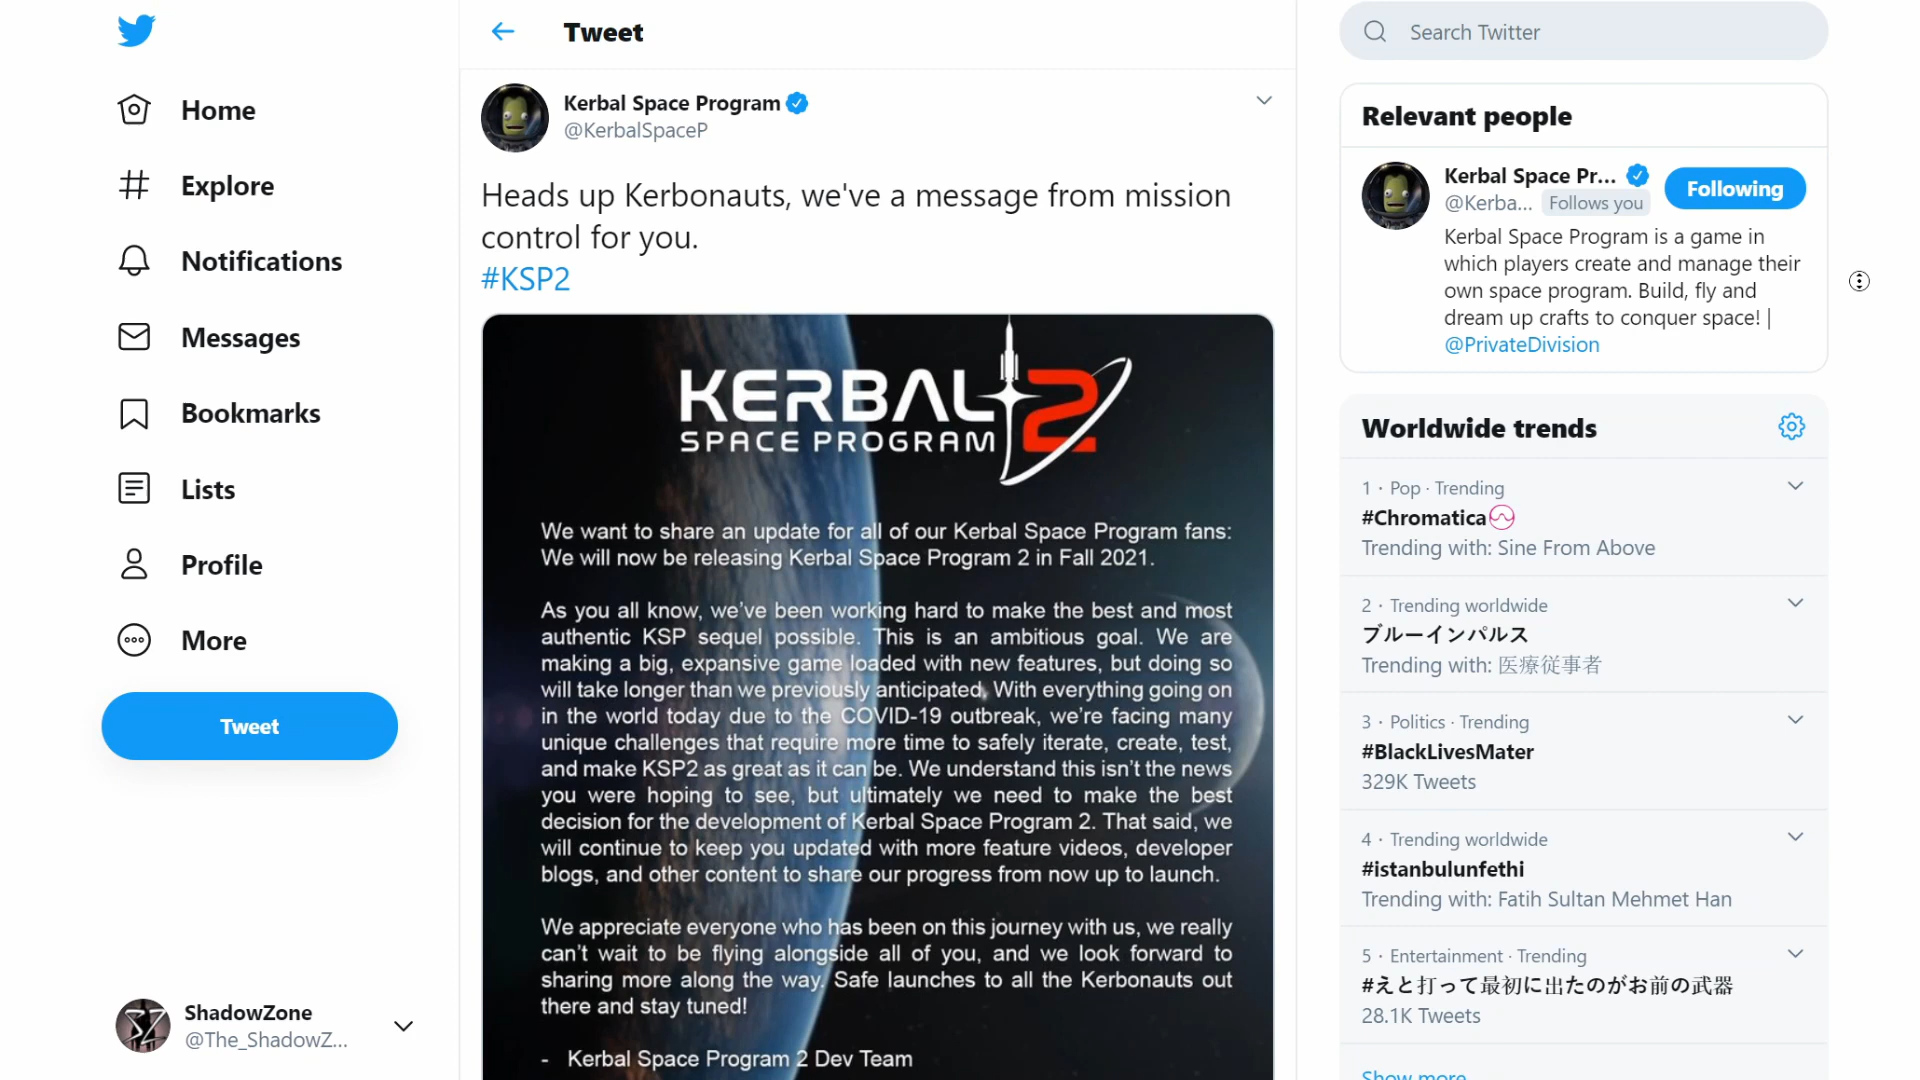 Home
Explore
Notifications
Messages
Bookmarks
Lists
Profile
More
Tweet
ShadowZone
@The_ShadowZ...
Tweet
Kerbal Space Program
@KerbalSpaceP
Heads up Kerbonauts, we've a message from mission
control for you.
#KSP2
KERBAL 2
SPACE PROGRAM
We want to share an update for all of our Kerbal Space Program fans:
We will now be releasing Kerbal Space Program 2 in Fall 2021.
As you all know, we've been working hard to make the best and most
authentic KSP sequel possible. This is an ambitious goal. We are
making a big, expansive game loaded with new features, but doing so
will take longer than we previously anticipated. With everything going on
in the world today due to the COVID-19 outbreak, we're facing many
unique challenges that require more time to safely iterate, create, test,
and make KSP2 as great as it can be. We understand this isn't the news
you were hoping to see, but ultimately we need to make the best
decision for the development of Kerbal Space Program 2. That said, we
will continue to keep you updated with more feature videos, developer
blogs, and other content to share our progress from now up to launch.
We appreciate everyone who has been on this journey with us, we really
can't wait to be flying alongside all of you, and we look forward to
sharing more along the way. Safe launches to all the Kerbonauts out
there and stay tuned!
- Kerbal Space Program 2 Dev Team
Search Twitter
Relevant people
Kerbal Space Pr...
@Kerba... Follows you
Following
Kerbal Space Program is a game in
which players create and manage their
own space program. Build, fly and
dream up crafts to conquer space! |
@PrivateDivision
Worldwide trends
1 · Pop · Trending
#Chromatica
Trending with: Sine From Above
2 · Trending worldwide
ブルーインパルス
Trending with: 医療従事者
3 · Politics · Trending
#BlackLivesMater
329K Tweets
4 · Trending worldwide
#istanbulunfethi
Trending with: Fatih Sultan Mehmet Han
5 · Entertainment · Trending
#えと打って最初に出たのがお前の武器
28.1K Tweets
Show more